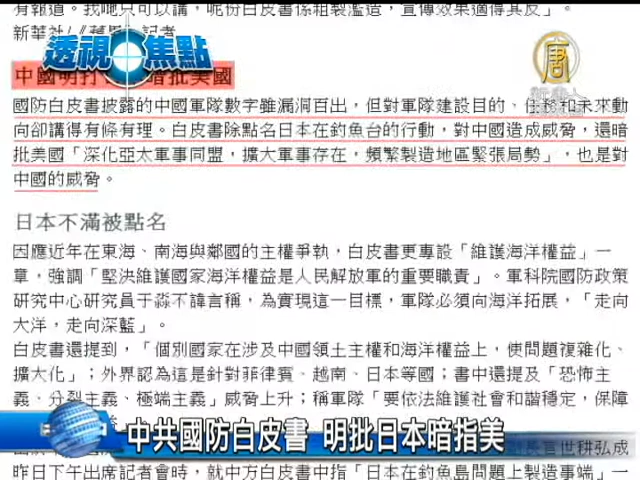 有報道。我哋只可以講，呢份白皮書係粗製濫造，宣傳效果適得其反」。
新華社/《蘋果》記者
透視 焦點
中國明打 暗批美國
國防白皮書披露的中國軍隊數字雖漏洞百出，但對軍隊建設目的、任務和未來動
向卻講得有條有理。白皮書除點名日本在釣魚台的行動，對中國造成威脅，還暗
批美國「深化亞太軍事同盟，擴大軍事存在，頻繁製造地區緊張局勢」，也是對
中國的威脅。
日本不滿被點名
因應近年在東海、南海與鄰國的主權爭執，白皮書更專設「維護海洋權益」一
章，強調「堅決維護國家海洋權益是人民解放軍的重要職責」。軍科院國防政策
研究中心研究員于淼不諱言稱，為實現這一目標，軍隊必須向海洋拓展，「走向
大洋，走向深藍」。
白皮書還提到，「個別國家在涉及中國領土主權和海洋權益上，使問題複雜化、
擴大化」；外界認為這是針對菲律賓、越南、日本等國；書中還提及「恐怖主
義、分裂主義、極端主義」威脅上升；稱軍隊「要依法維護社會和諧穩定，保障
中共國防白皮書 明批日本暗指美
官世耕弘成
昨日下午出席記者會時，就中方白皮書中指「日本在釣魚島問題上製造事端」一
唐